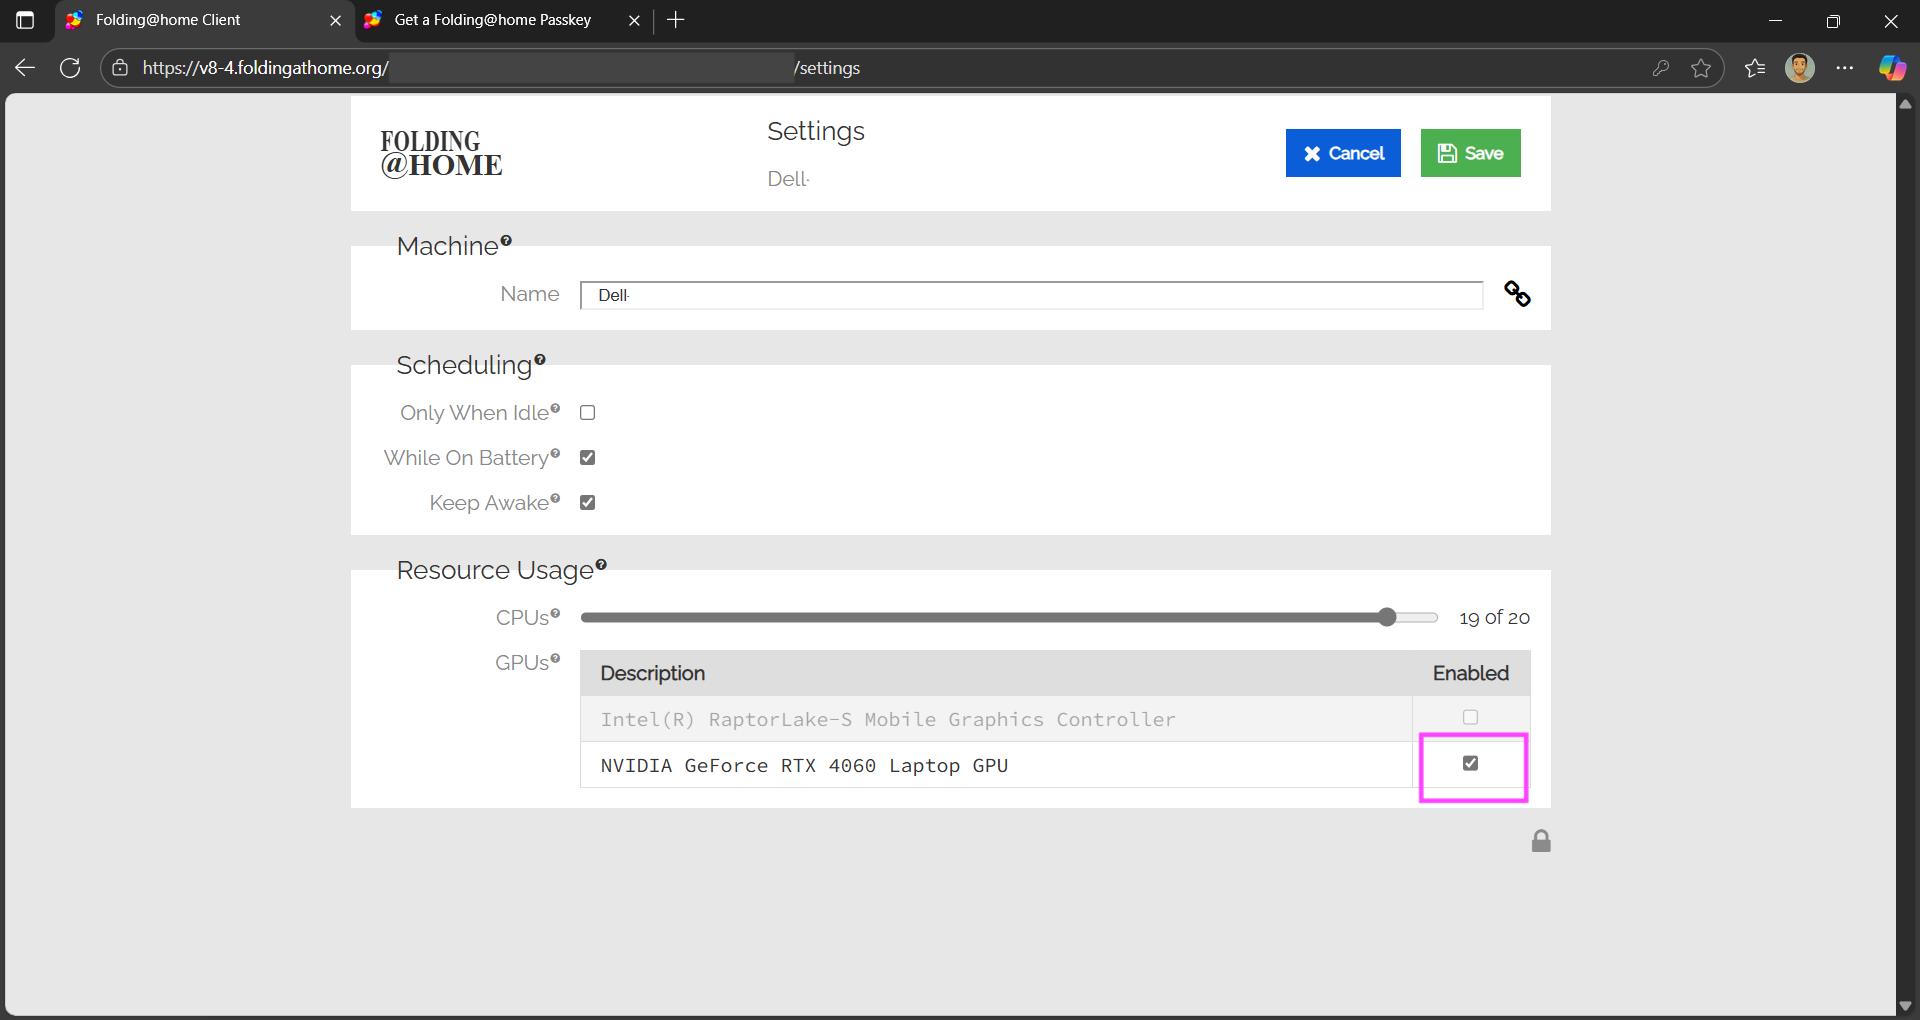 Folding@home Client
Get a Folding@home Passkey
https://v8-4.foldingathome.org/ /settings
FOLDING
@HOME
Settings
Dell
Cancel
Save
Machine
Name
Dell
Scheduling
Only When Idle
While On Battery
Keep Awake
Resource Usage
CPUs
19 of 20
GPUs
Description Enabled
Intel(R) RaptorLake-S Mobile Graphics Controller
NVIDIA GeForce RTX 4060 Laptop GPU